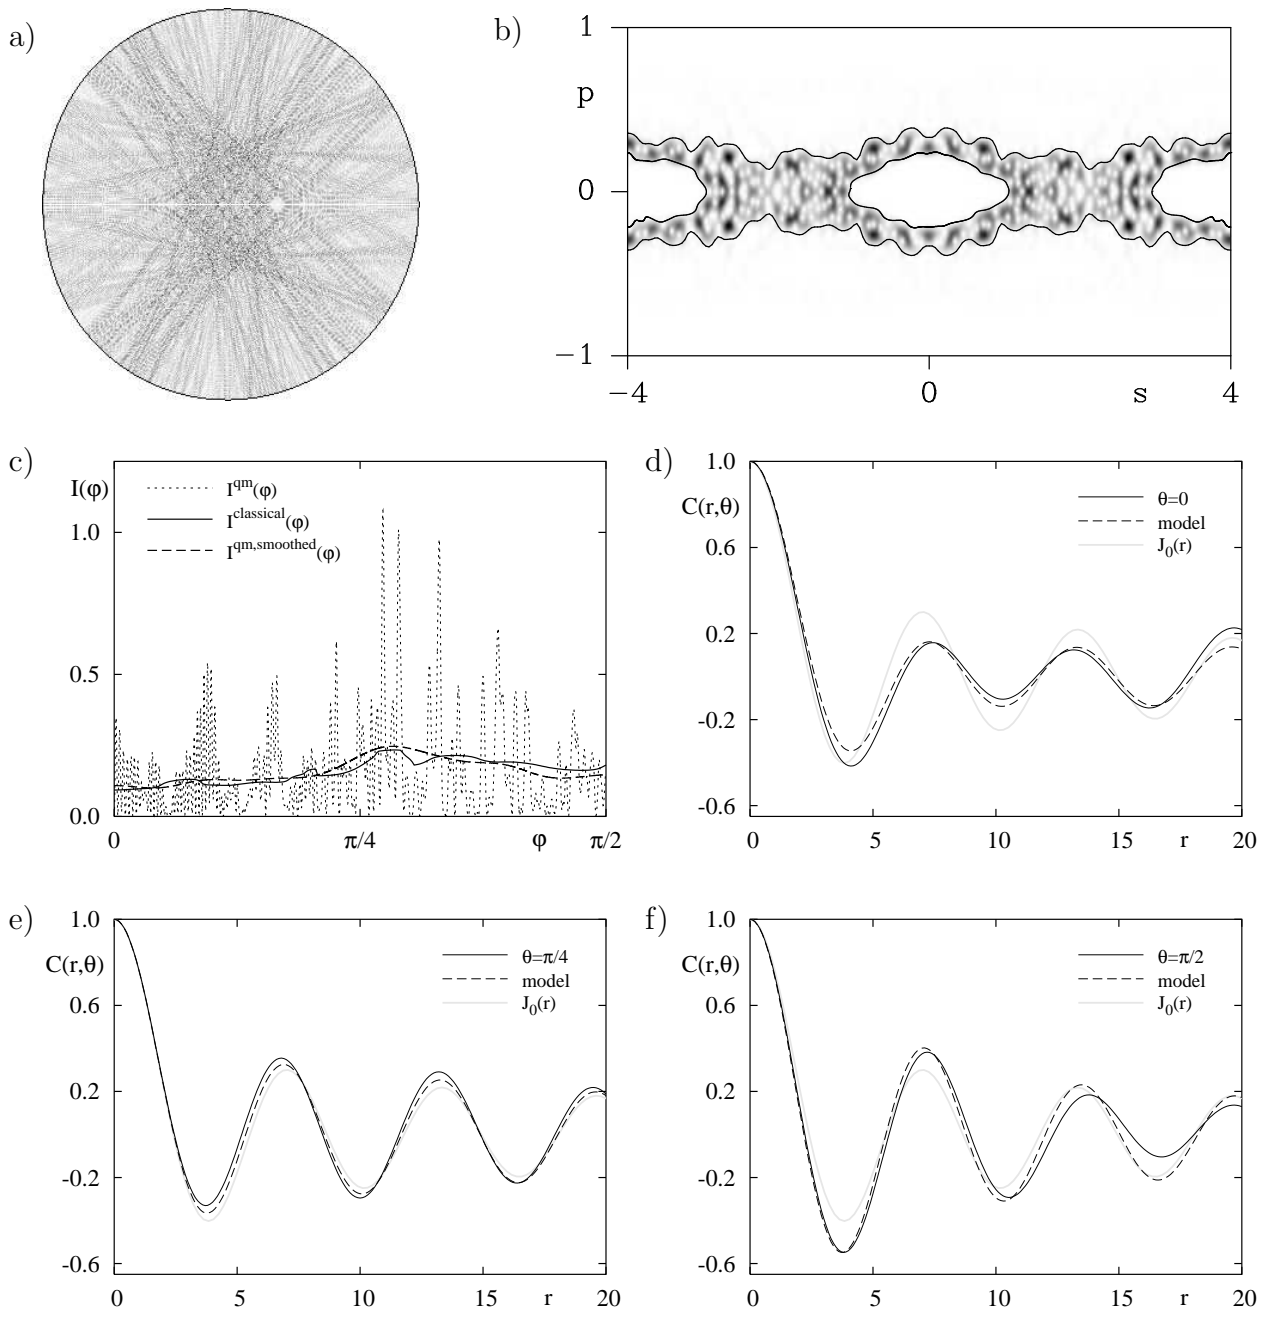 a)
b)
1
p
0
−1
−4
0
s
4
c)
I(φ)
I^qm(φ)
I^classical(φ)
I^qm,smoothed(φ)
1.0
0.5
0.0
0
π/4
φ
π/2
d)
1.0
C(r,θ)
θ=0
model
J_0(r)
0.6
0.2
-0.2
-0.6
0
5
10
15
r
20
e)
1.0
C(r,θ)
θ=π/4
model
J_0(r)
0.6
0.2
-0.2
-0.6
0
5
10
15
r
20
f)
1.0
C(r,θ)
θ=π/2
model
J_0(r)
0.6
0.2
-0.2
-0.6
0
5
10
15
r
20